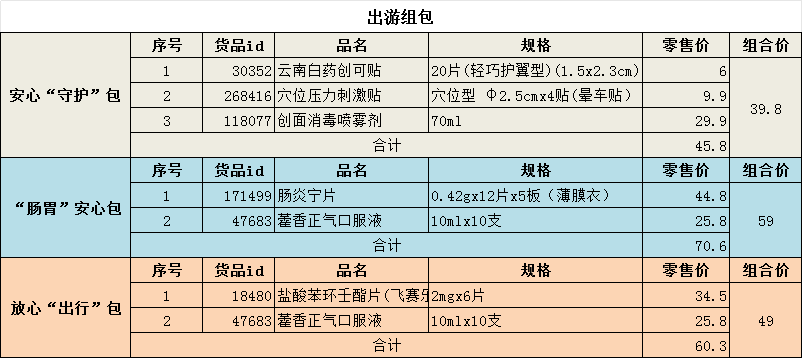 出游组包
安心“守护”包
序号 货品id 品名 规格 零售价 组合价
1 30352 云南白药创可贴 20片(轻巧护翼型)(1.5x2.3cm) 6
2 268416 穴位压力刺激贴 穴位型 Φ2.5cmx4贴(晕车贴） 9.9
3 118077 创面消毒喷雾剂 70ml 29.9
合计 45.8
39.8
“肠胃”安心包
序号 货品id 品名 规格 零售价 组合价
1 171499 肠炎宁片 0.42gx12片x5板（薄膜衣） 44.8
2 47683 藿香正气口服液 10mlx10支 25.8
合计 70.6
59
放心“出行”包
序号 货品id 品名 规格 零售价 组合价
1 18480 盐酸苯环壬酯片(飞赛乐 2mgx6片 34.5
2 47683 藿香正气口服液 10mlx10支 25.8
合计 60.3
49